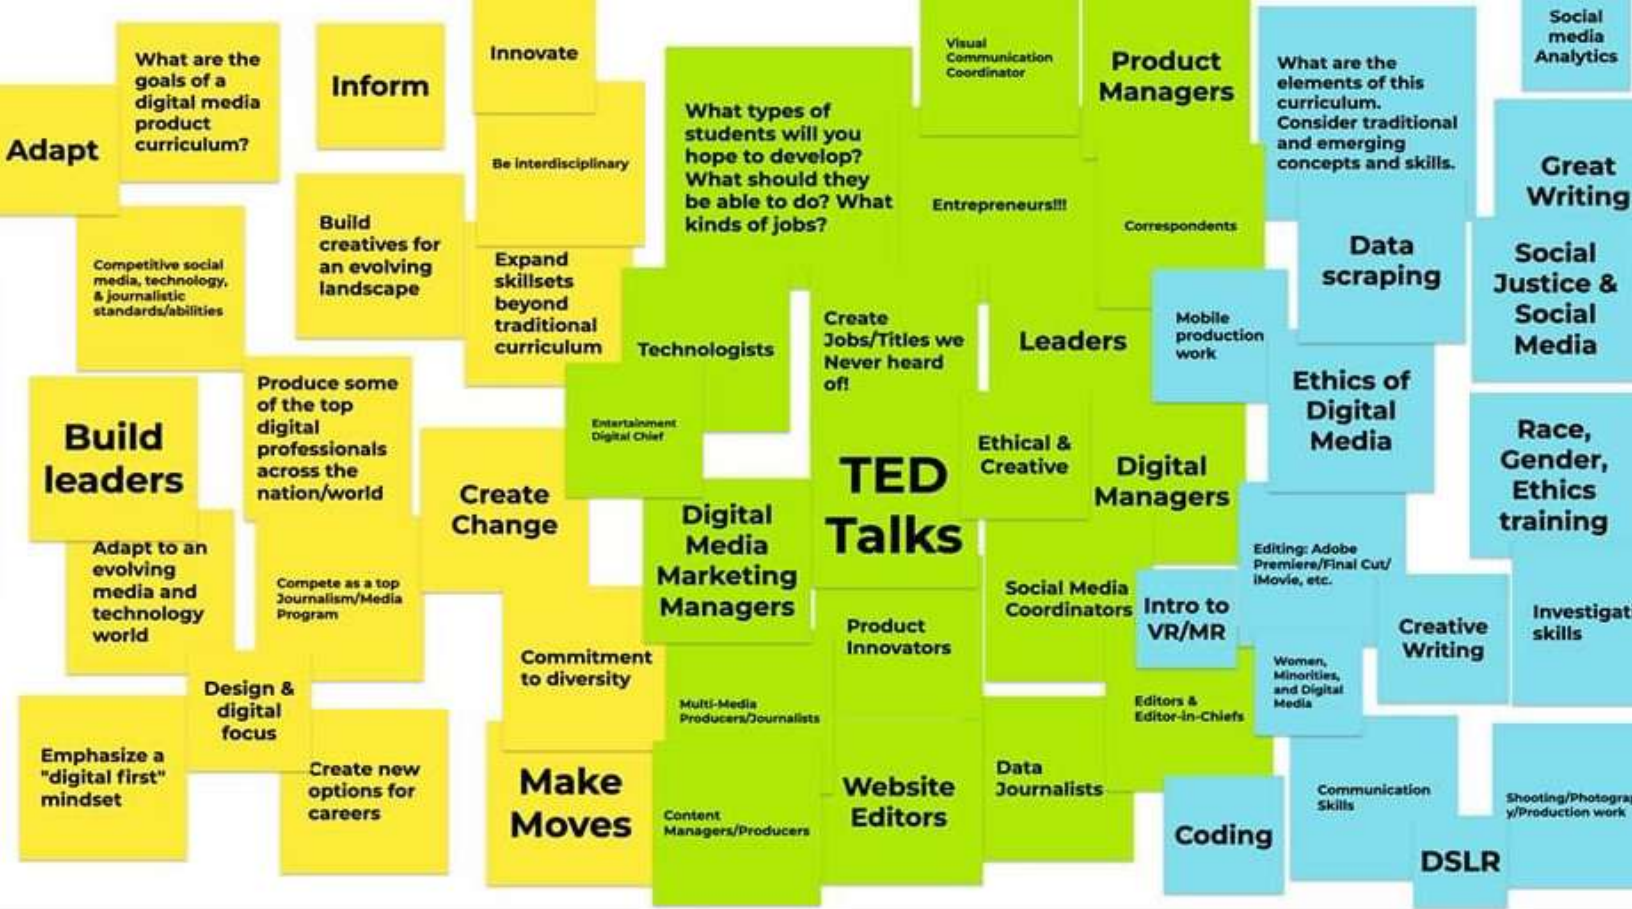 What are the
goals of a
digital media
product
curriculum?
Adapt
Inform
Innovate
Be interdisciplinary
Competitive social
media, technology,
& journalistic
standards/abilities
Build
creatives for
an evolving
landscape
Expand
skillsets
beyond
traditional
curriculum
Build
leaders
Produce some
of the top
digital
professionals
across the
nation/world
Create
Change
Adapt to an
evolving
media and
technology
world
Compete as a top
Journalism/Media
Program
Commitment
to diversity
Design &
digital
focus
Emphasize a
"digital first"
mindset
Create new
options for
careers
Make
Moves
What types of
students will you
hope to develop?
What should they
be able to do? What
kinds of jobs?
Visual
Communication
Coordinator
Product
Managers
Entrepreneurs!!!
Correspondents
Technologists
Create
Jobs/Titles we
Never heard
of!
Leaders
Entertainment
Digital Chief
Ethical &
Creative
TED
Talks
Digital
Managers
Digital
Media
Marketing
Managers
Social Media
Coordinators
Product
Innovators
Multi-Media
Producers/Journalists
Editors &
Editor-in-Chiefs
Content
Managers/Producers
Website
Editors
Data
Journalists
What are the
elements of this
curriculum.
Consider traditional
and emerging
concepts and skills.
Social
media
Analytics
Great
Writing
Data
scraping
Social
Justice &
Social
Media
Mobile
production
work
Ethics of
Digital
Media
Race,
Gender,
Ethics
training
Editing: Adobe
Premiere/Final Cut/
iMovie, etc.
Intro to
VR/MR
Creative
Writing
Investigat
skills
Women,
Minorities,
and Digital
Media
Communication
Skills
Shooting/Photograp
y/Production work
Coding
DSLR